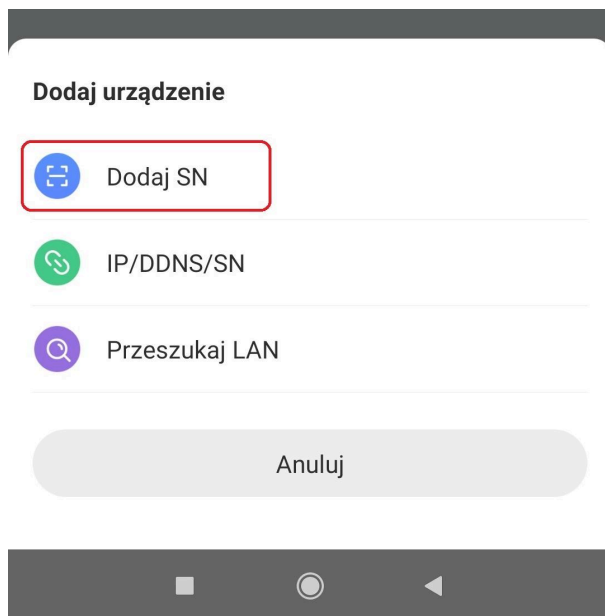 Dodaj urządzenie
Dodaj SN
IP/DDNS/SN
Przeszukaj LAN
Anuluj